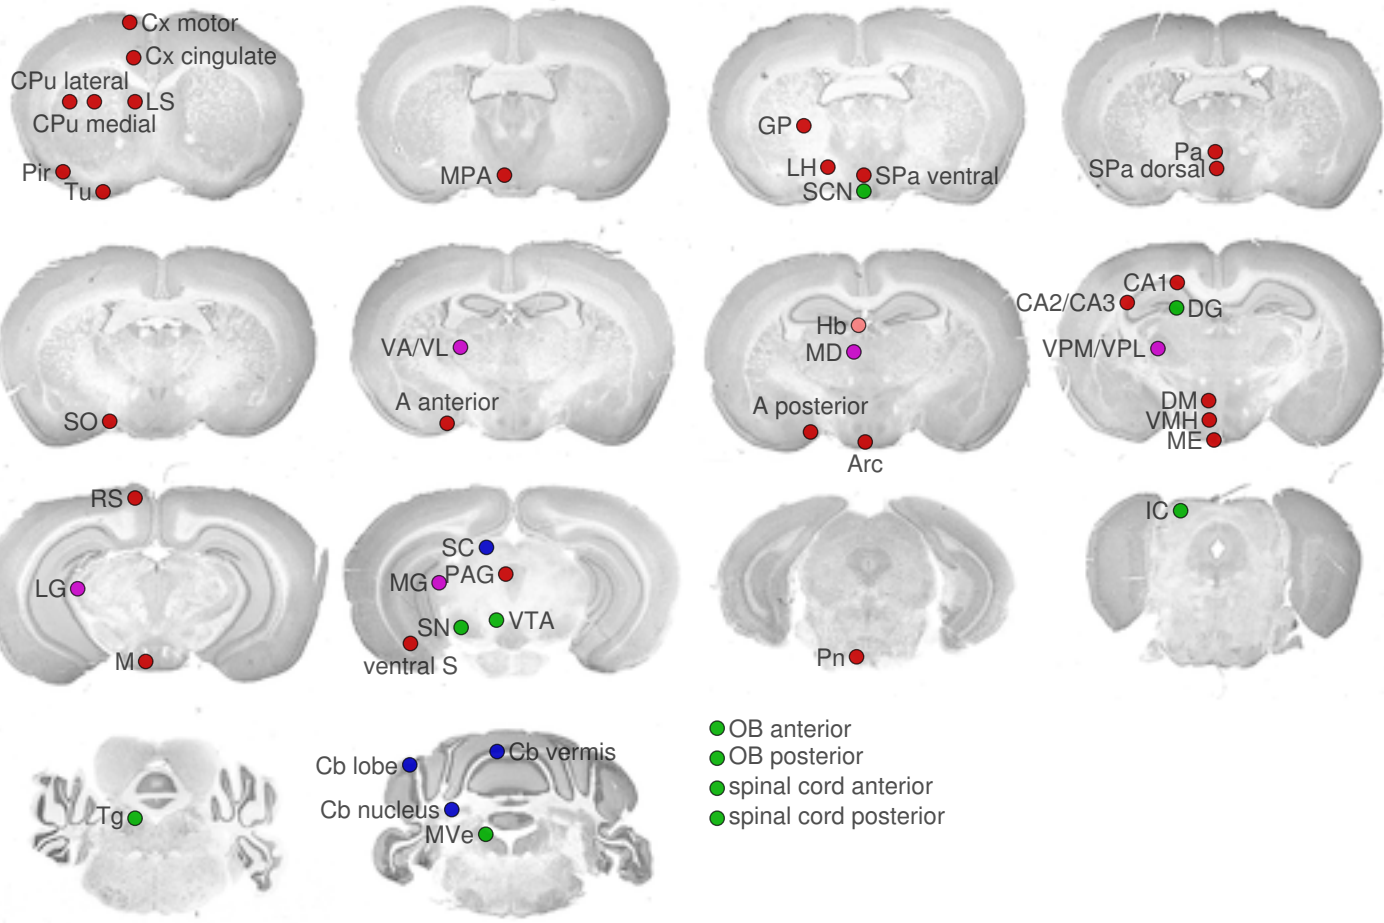 Cx motor
Cx cingulate
CPu lateral
LS
CPu medial
Pir
Tu
MPA
GP
LH
SPa ventral
SCN
Pa
SPa dorsal
SO
VA/VL
A anterior
Hb
MD
A posterior
Arc
CA1
CA2/CA3
DG
VPM/VPL
DM
VMH
ME
RS
LG
M
SC
MG
PAG
SN
VTA
ventral S
Pn
IC
Tg
Cb lobe
Cb vermis
Cb nucleus
MVe
OB anterior
OB posterior
spinal cord anterior
spinal cord posterior